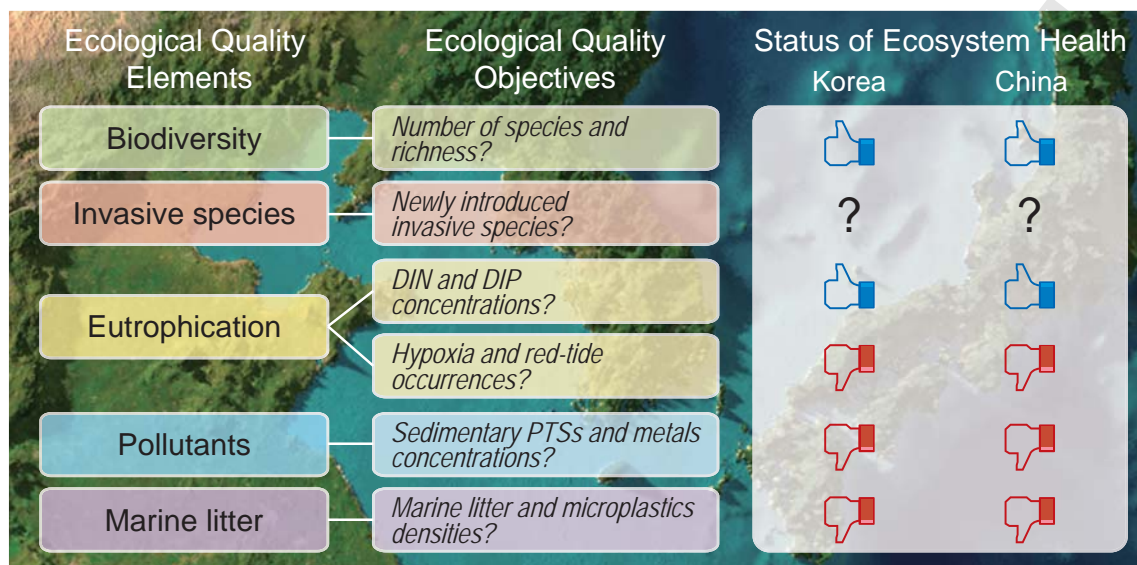 Ecological Quality
Elements
Ecological Quality
Objectives
Status of Ecosystem Health
Korea
China
Biodiversity
Number of species and
richness?
Invasive species
Newly introduced
invasive species?
?
?
Eutrophication
DIN and DIP
concentrations?
Hypoxia and red-tide
occurrences?
Pollutants
Sedimentary PTSs and metals
concentrations?
Marine litter
Marine litter and microplastics
densities?